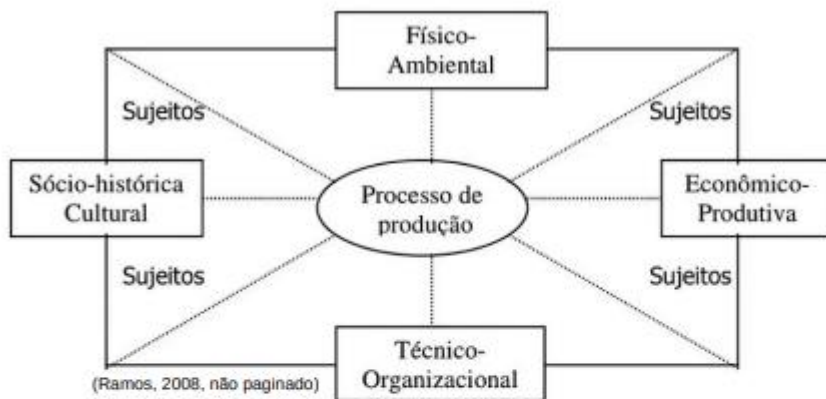 Físico-
Ambiental
Sujeitos
Sujeitos
Sócio-histórica
Cultural
Processo de
produção
Econômico-
Produtiva
Sujeitos
Sujeitos
Técnico-
Organizacional
(Ramos, 2008, não paginado)